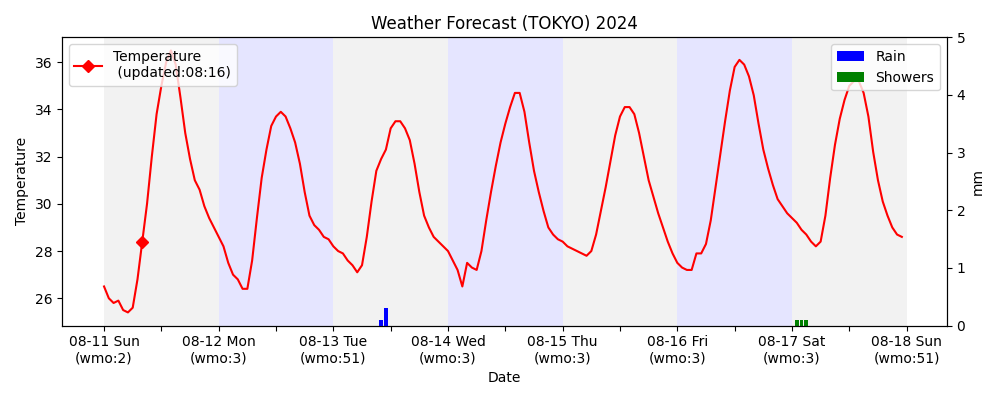 Weather Forecast (TOKYO) 2024
Temperature
(updated:08:16)
Rain
Showers
Temperature
36
34
32
30
28
26
5
4
3
2
1
0
mm
08-11 Sun
(wmo:2)
08-12 Mon
(wmo:3)
08-13 Tue
(wmo:51)
08-14 Wed
(wmo:3)
08-15 Thu
(wmo:3)
08-16 Fri
(wmo:3)
08-17 Sat
(wmo:3)
08-18 Sun
(wmo:51)
Date